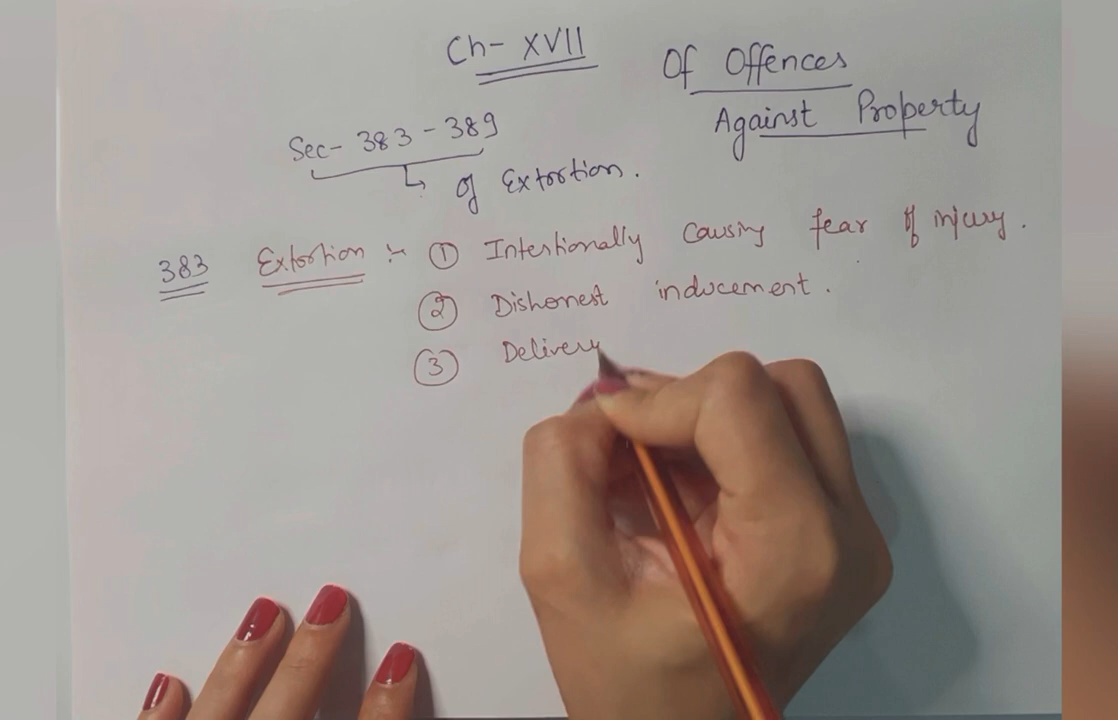 Ch- XVII
Of Offences
Against Property
Sec- 383 - 389
↳ of Extortion.
383 Extortion :- ① Intentionally causing fear of injury.
② Dishonest inducement.
③ Delivery